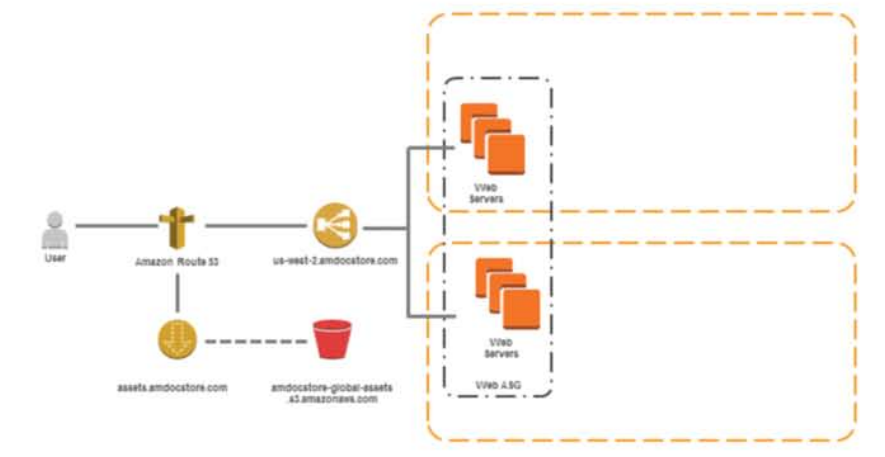 Web
Servers
User
Amazon Route 53
us-west-2.amdocstore.com
Web
Servers
assets.amdocstore.com
amdocstore-global-assets
.s3.amazonaws.com
Web ASG